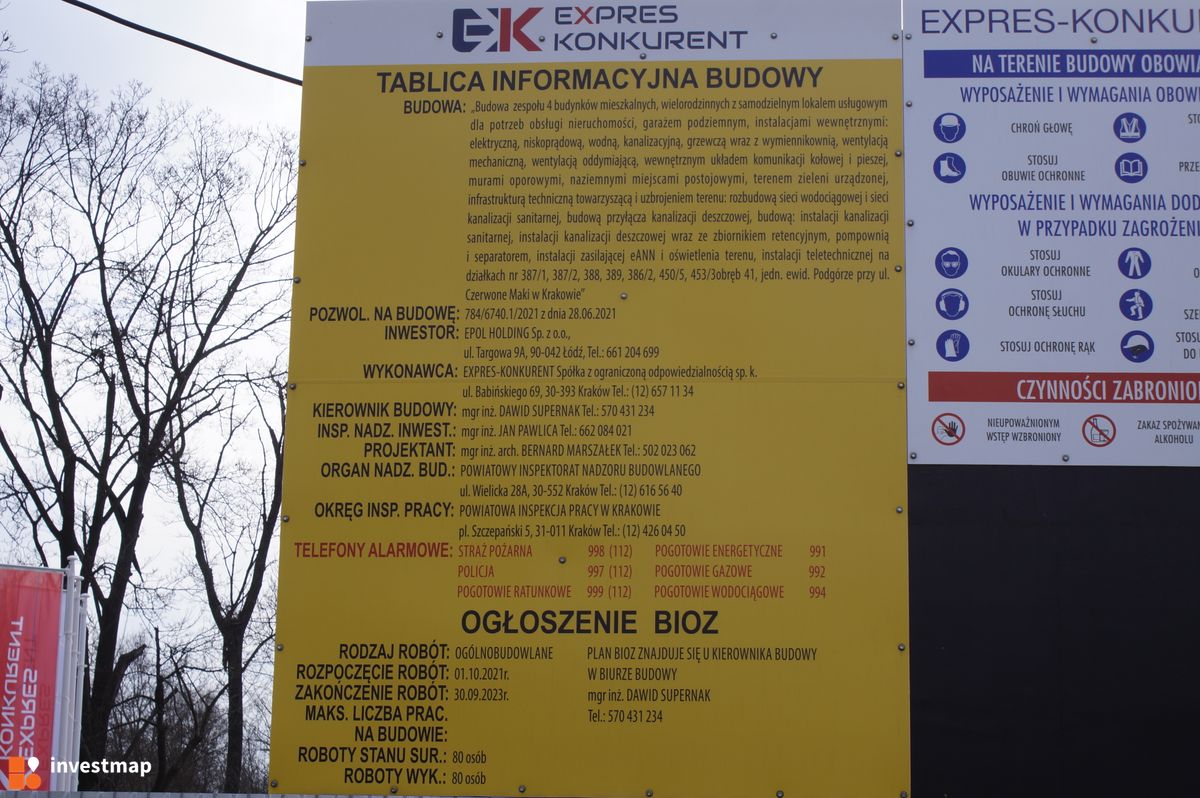 EK EXPRES
KONKURENT
TABLICA INFORMACYJNA BUDOWY
BUDOWA: „Budowa zespołu 4 budynków mieszkalnych, wielorodzinnych z samodzielnym lokalem usługowym
dla potrzeb obsługi nieruchomości, garażem podziemnym, instalacjami wewnętrznymi:
elektryczną, niskoprądową, wodną, kanalizacyjną, grzewczą wraz z wymiennikownią, wentylacją
mechaniczną, wentylacją oddymiającą, wewnętrznym układem komunikacji kołowej i pieszej,
murami oporowymi, naziemnymi miejscami postojowymi, terenem zieleni urządzonej,
infrastrukturą techniczną towarzyszącą i uzbrojeniem terenu: rozbudową sieci wodociągowej i sieci
kanalizacji sanitarnej, budową przyłącza kanalizacji deszczowej, budową: instalacji kanalizacji
sanitarnej, instalacji kanalizacji deszczowej wraz ze zbiornikiem retencyjnym, pompownią
i separatorem, instalacji zasilającej eANN i oświetlenia terenu, instalacji teletechnicznej na
działkach nr 387/1, 387/2, 388, 389, 386/2, 450/5, 453/3obręb 41, jedn. ewid. Podgórze przy ul.
Czerwone Maki w Krakowie”
POZWOL. NA BUDOWĘ: 784/6740.1/2021 z dnia 28.06.2021
INWESTOR: EPOL HOLDING Sp. z o.o.,
ul. Targowa 9A, 90-042 Łódź, Tel.: 661 204 699
WYKONAWCA: EXPRES-KONKURENT Spółka z ograniczoną odpowiedzialnością sp. k.
ul. Babińskiego 69, 30-393 Kraków Tel.: (12) 657 11 34
KIEROWNIK BUDOWY: mgr inż. DAWID SUPERNAK Tel.: 570 431 234
INSP. NADZ. INWEST.: mgr inż. JAN PAWLICA Tel.: 662 084 021
PROJEKTANT: mgr inż. arch. BERNARD MARSZAŁEK Tel.: 502 023 062
ORGAN NADZ. BUD.: POWIATOWY INSPEKTORAT NADZORU BUDOWLANEGO
ul. Wielicka 28A, 30-552 Kraków Tel.: (12) 616 56 40
OKRĘG INSP. PRACY: POWIATOWA INSPEKCJA PRACY W KRAKOWIE
pl. Szczepański 5, 31-011 Kraków Tel.: (12) 426 04 50
TELEFONY ALARMOWE: STRAŻ POŻARNA 998 (112) POGOTOWIE ENERGETYCZNE 991
POLICJA 997 (112) POGOTOWIE GAZOWE 992
POGOTOWIE RATUNKOWE 999 (112) POGOTOWIE WODOCIĄGOWE 994
OGŁOSZENIE BIOZ
RODZAJ ROBÓT: OGÓLNOBUDOWLANE PLAN BIOZ ZNAJDUJE SIĘ U KIEROWNIKA BUDOWY
ROZPOCZĘCIE ROBÓT: 01.10.2021r. W BIURZE BUDOWY
ZAKOŃCZENIE ROBÓT: 30.09.2023r. mgr inż. DAWID SUPERNAK
MAKS. LICZBA PRAC. Tel.: 570 431 234
NA BUDOWIE:
ROBOTY STANU SUR.: 80 osób
ROBOTY WYK.: 80 osób
EXPRES-KONKUR
NA TERENIE BUDOWY OBOWIĄ
WYPOSAŻENIE I WYMAGANIA OBOW
CHROŃ GŁOWĘ
STO
STOSUJ
OBUWIE OCHRONNE
PRZE
WYPOSAŻENIE I WYMAGANIA DOD
W PRZYPADKU ZAGROŻENI
STOSUJ
OKULARY OCHRONNE
STOSUJ
OCHRONĘ SŁUCHU
SZE
STOSUJ OCHRONĘ RĄK
STOSU
DO
CZYNNOŚCI ZABRONIO
NIEUPOWAŻNIONYM
WSTĘP WZBRONIONY
ZAKAZ SPOŻYWAN
ALKOHOLU
EXPRES
KONKURENT
investmap